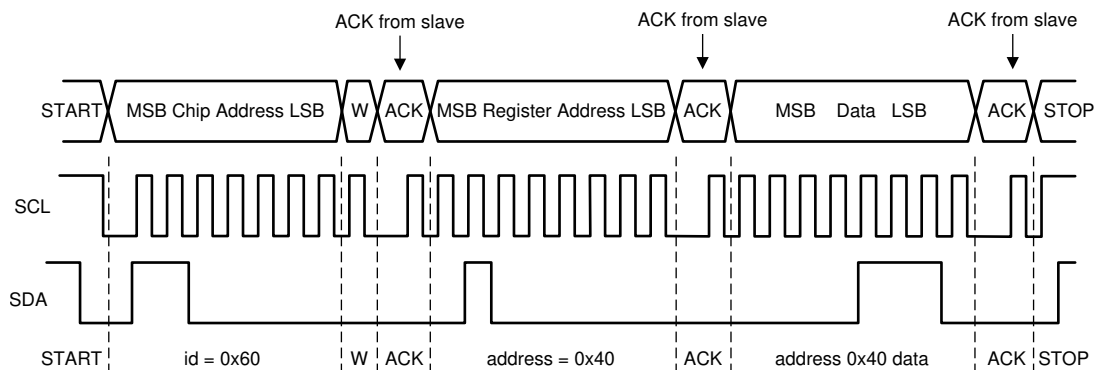 ACK from slave ACK from slave ACK from slave
START MSB Chip Address LSB W ACK MSB Register Address LSB ACK MSB Data LSB ACK STOP
SCL
SDA
START id = 0x60 W ACK address = 0x40 ACK address 0x40 data ACK STOP